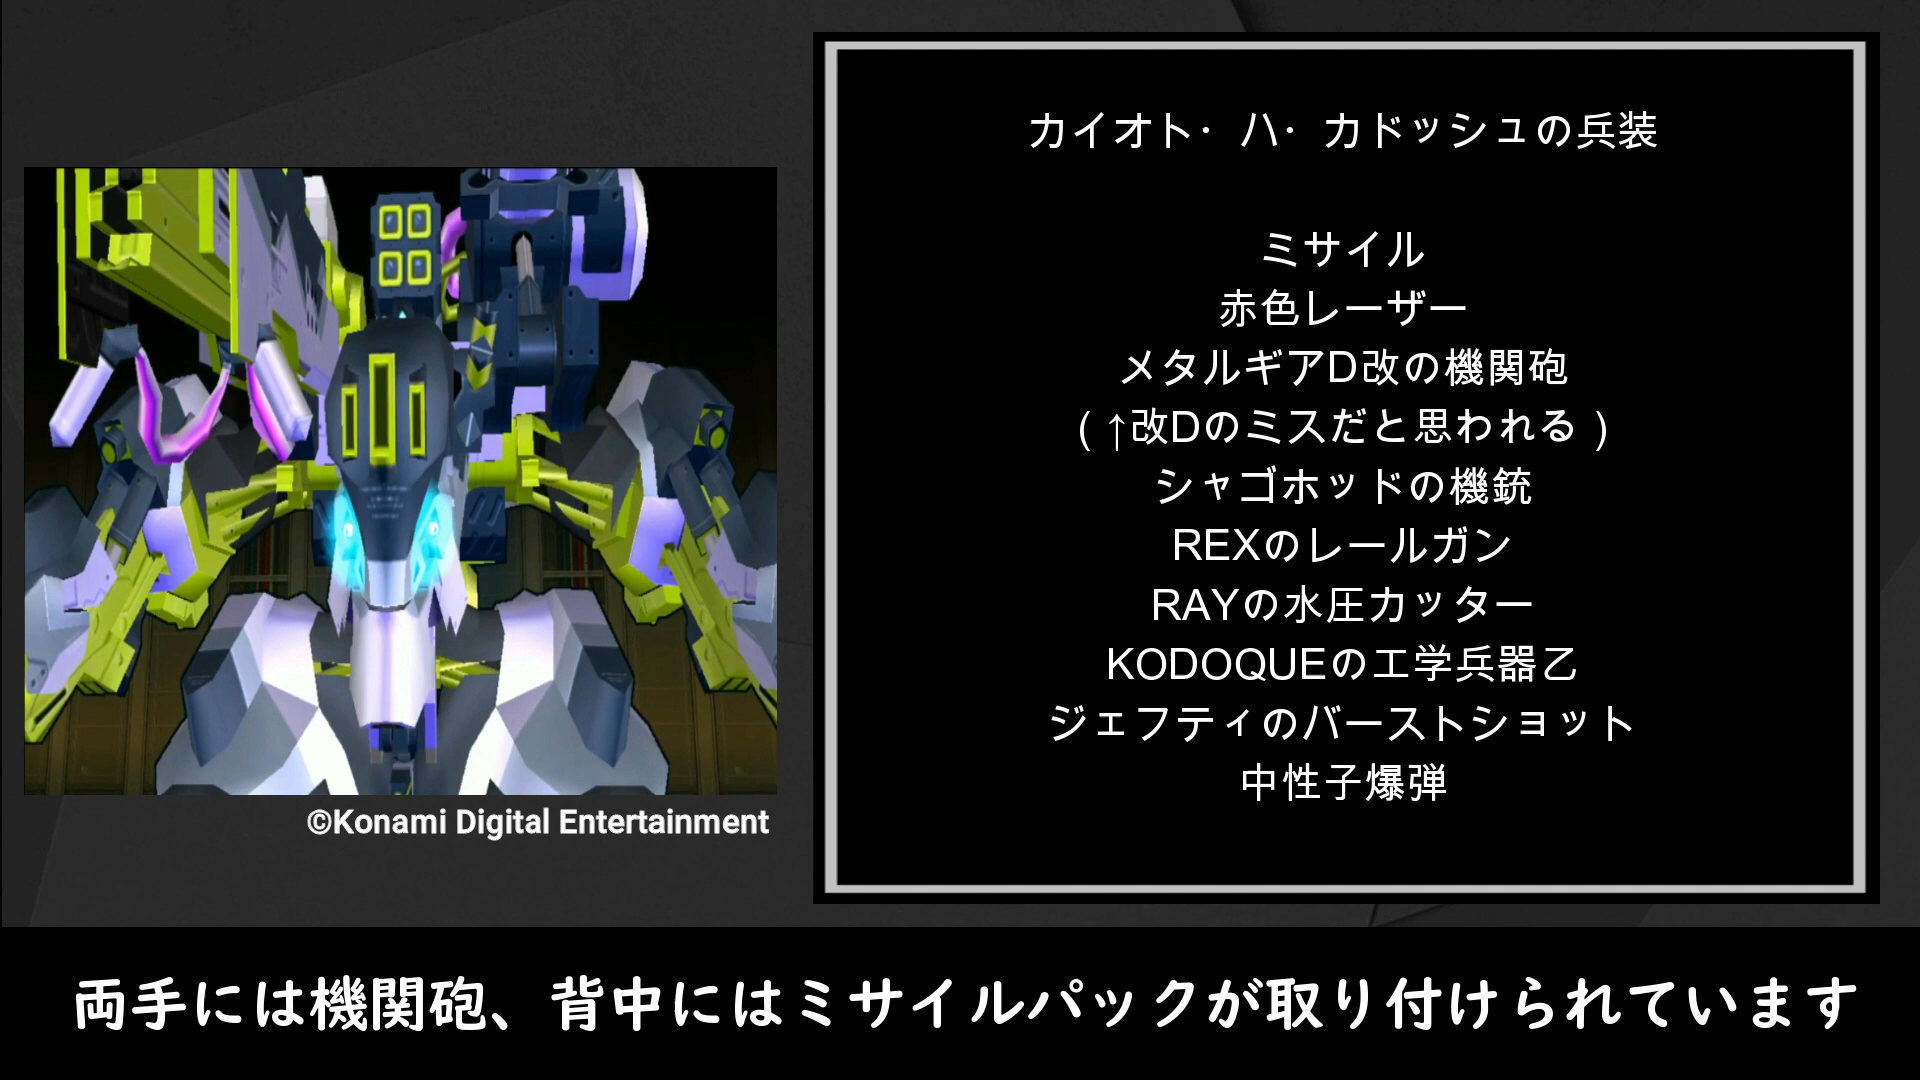 カイオト・ハ・カドッシュの兵装
ミサイル
赤色レーザー
メタルギアD改の機関砲
(↑改Dのミスだと思われる)
シャゴホッドの機銃
REXのレールガン
RAYの水圧カッター
KODOQUEの工学兵器乙
ジェフティのバーストショット
中性子爆弾
©Konami Digital Entertainment
両手には機関砲、背中にはミサイルパックが取り付けられています